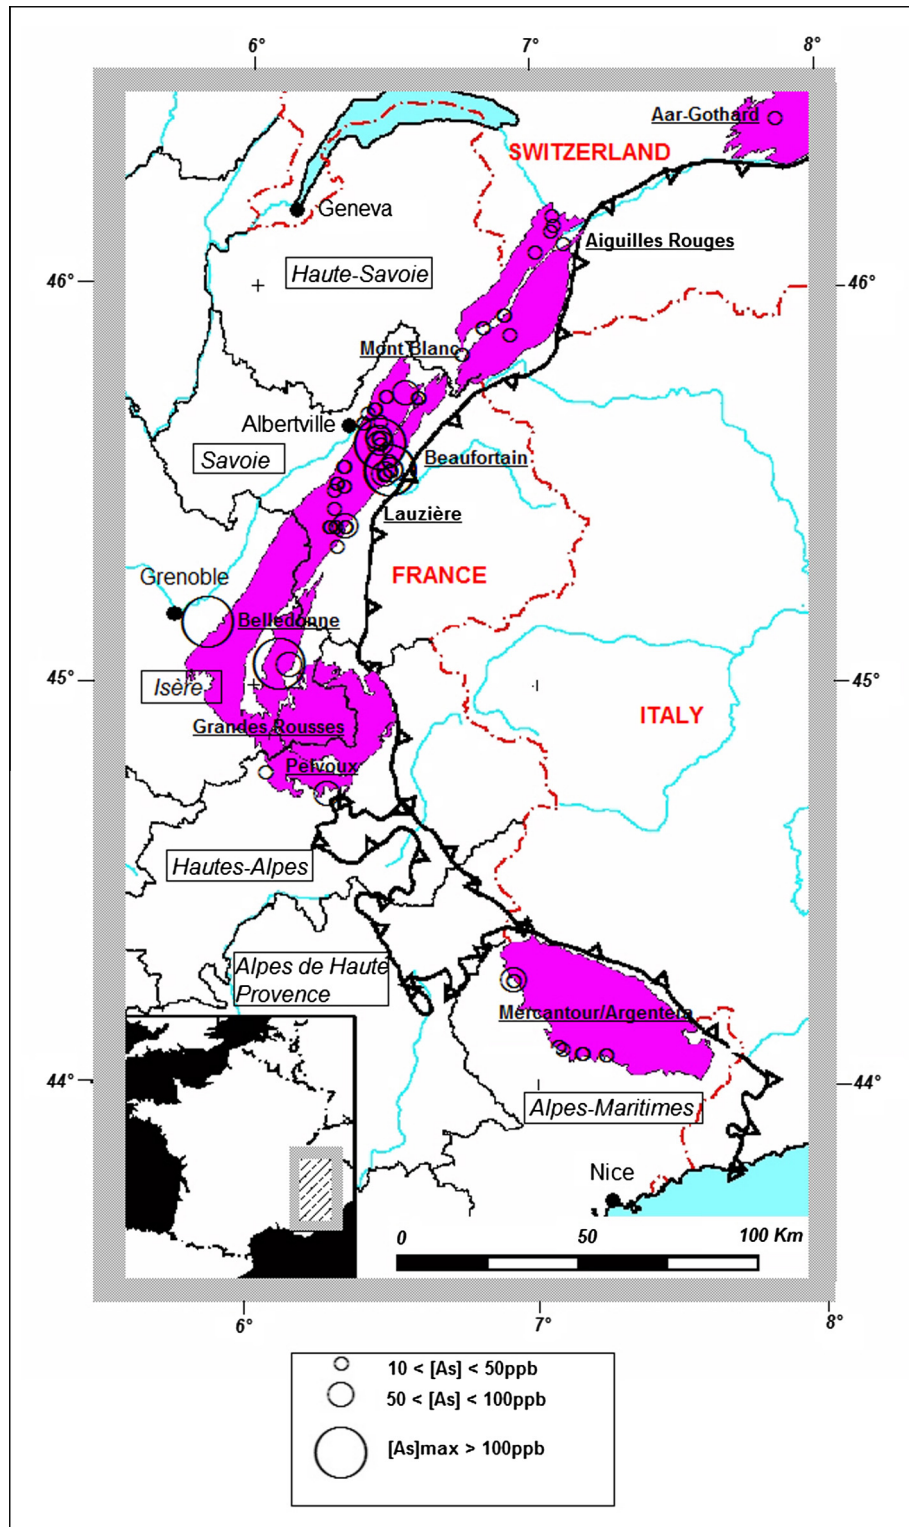 6° 7° 8°
Aar-Gothard
SWITZERLAND
Geneva
Aiguilles Rouges
Haute-Savoie
46° 46°
Mont Blanc
Albertville
Beaufortain
Savoie
Lauzière
FRANCE
Grenoble
Belledonne
45° 45°
Isère
ITALY
Grandes Rousses
Pelvoux
Hautes-Alpes
Alpes de Haute
Provence
Mercantour/Argentera
44° 44°
Alpes-Maritimes
Nice
0 50 100 Km
6° 7° 8°
10 < [As] < 50ppb
50 < [As] < 100ppb
[As]max > 100ppb